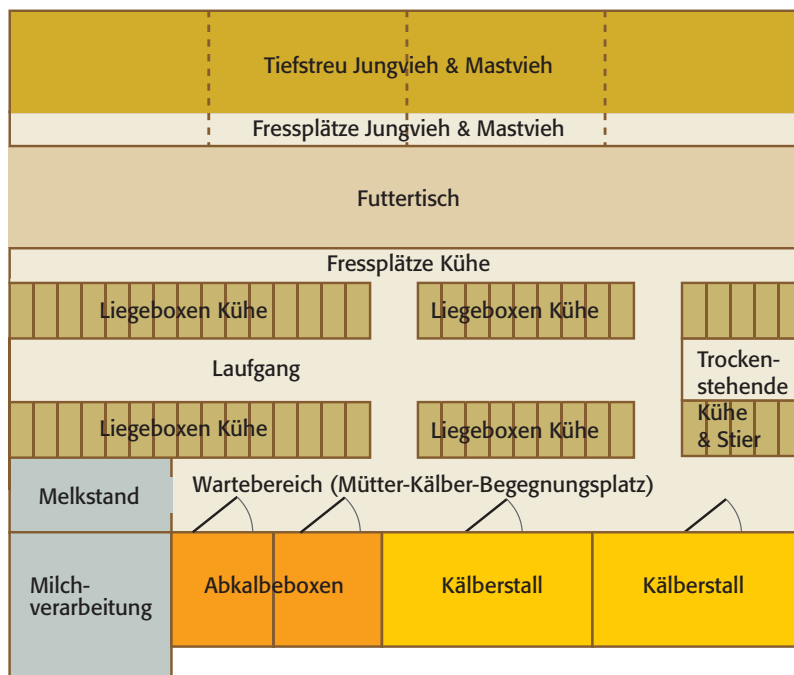 Tiefstreu Jungvieh & Mastvieh
Fressplätze Jungvieh & Mastvieh
Futtertisch
Fressplätze Kühe
Liegeboxen Kühe
Liegeboxen Kühe
Laufgang
Trocken-
stehende
Kühe
& Stier
Liegeboxen Kühe
Liegeboxen Kühe
Melkstand
Wartebereich (Mütter-Kälber-Begegnungsplatz)
Milch-
verarbeitung
Abkalbeboxen
Kälberstall
Kälberstall